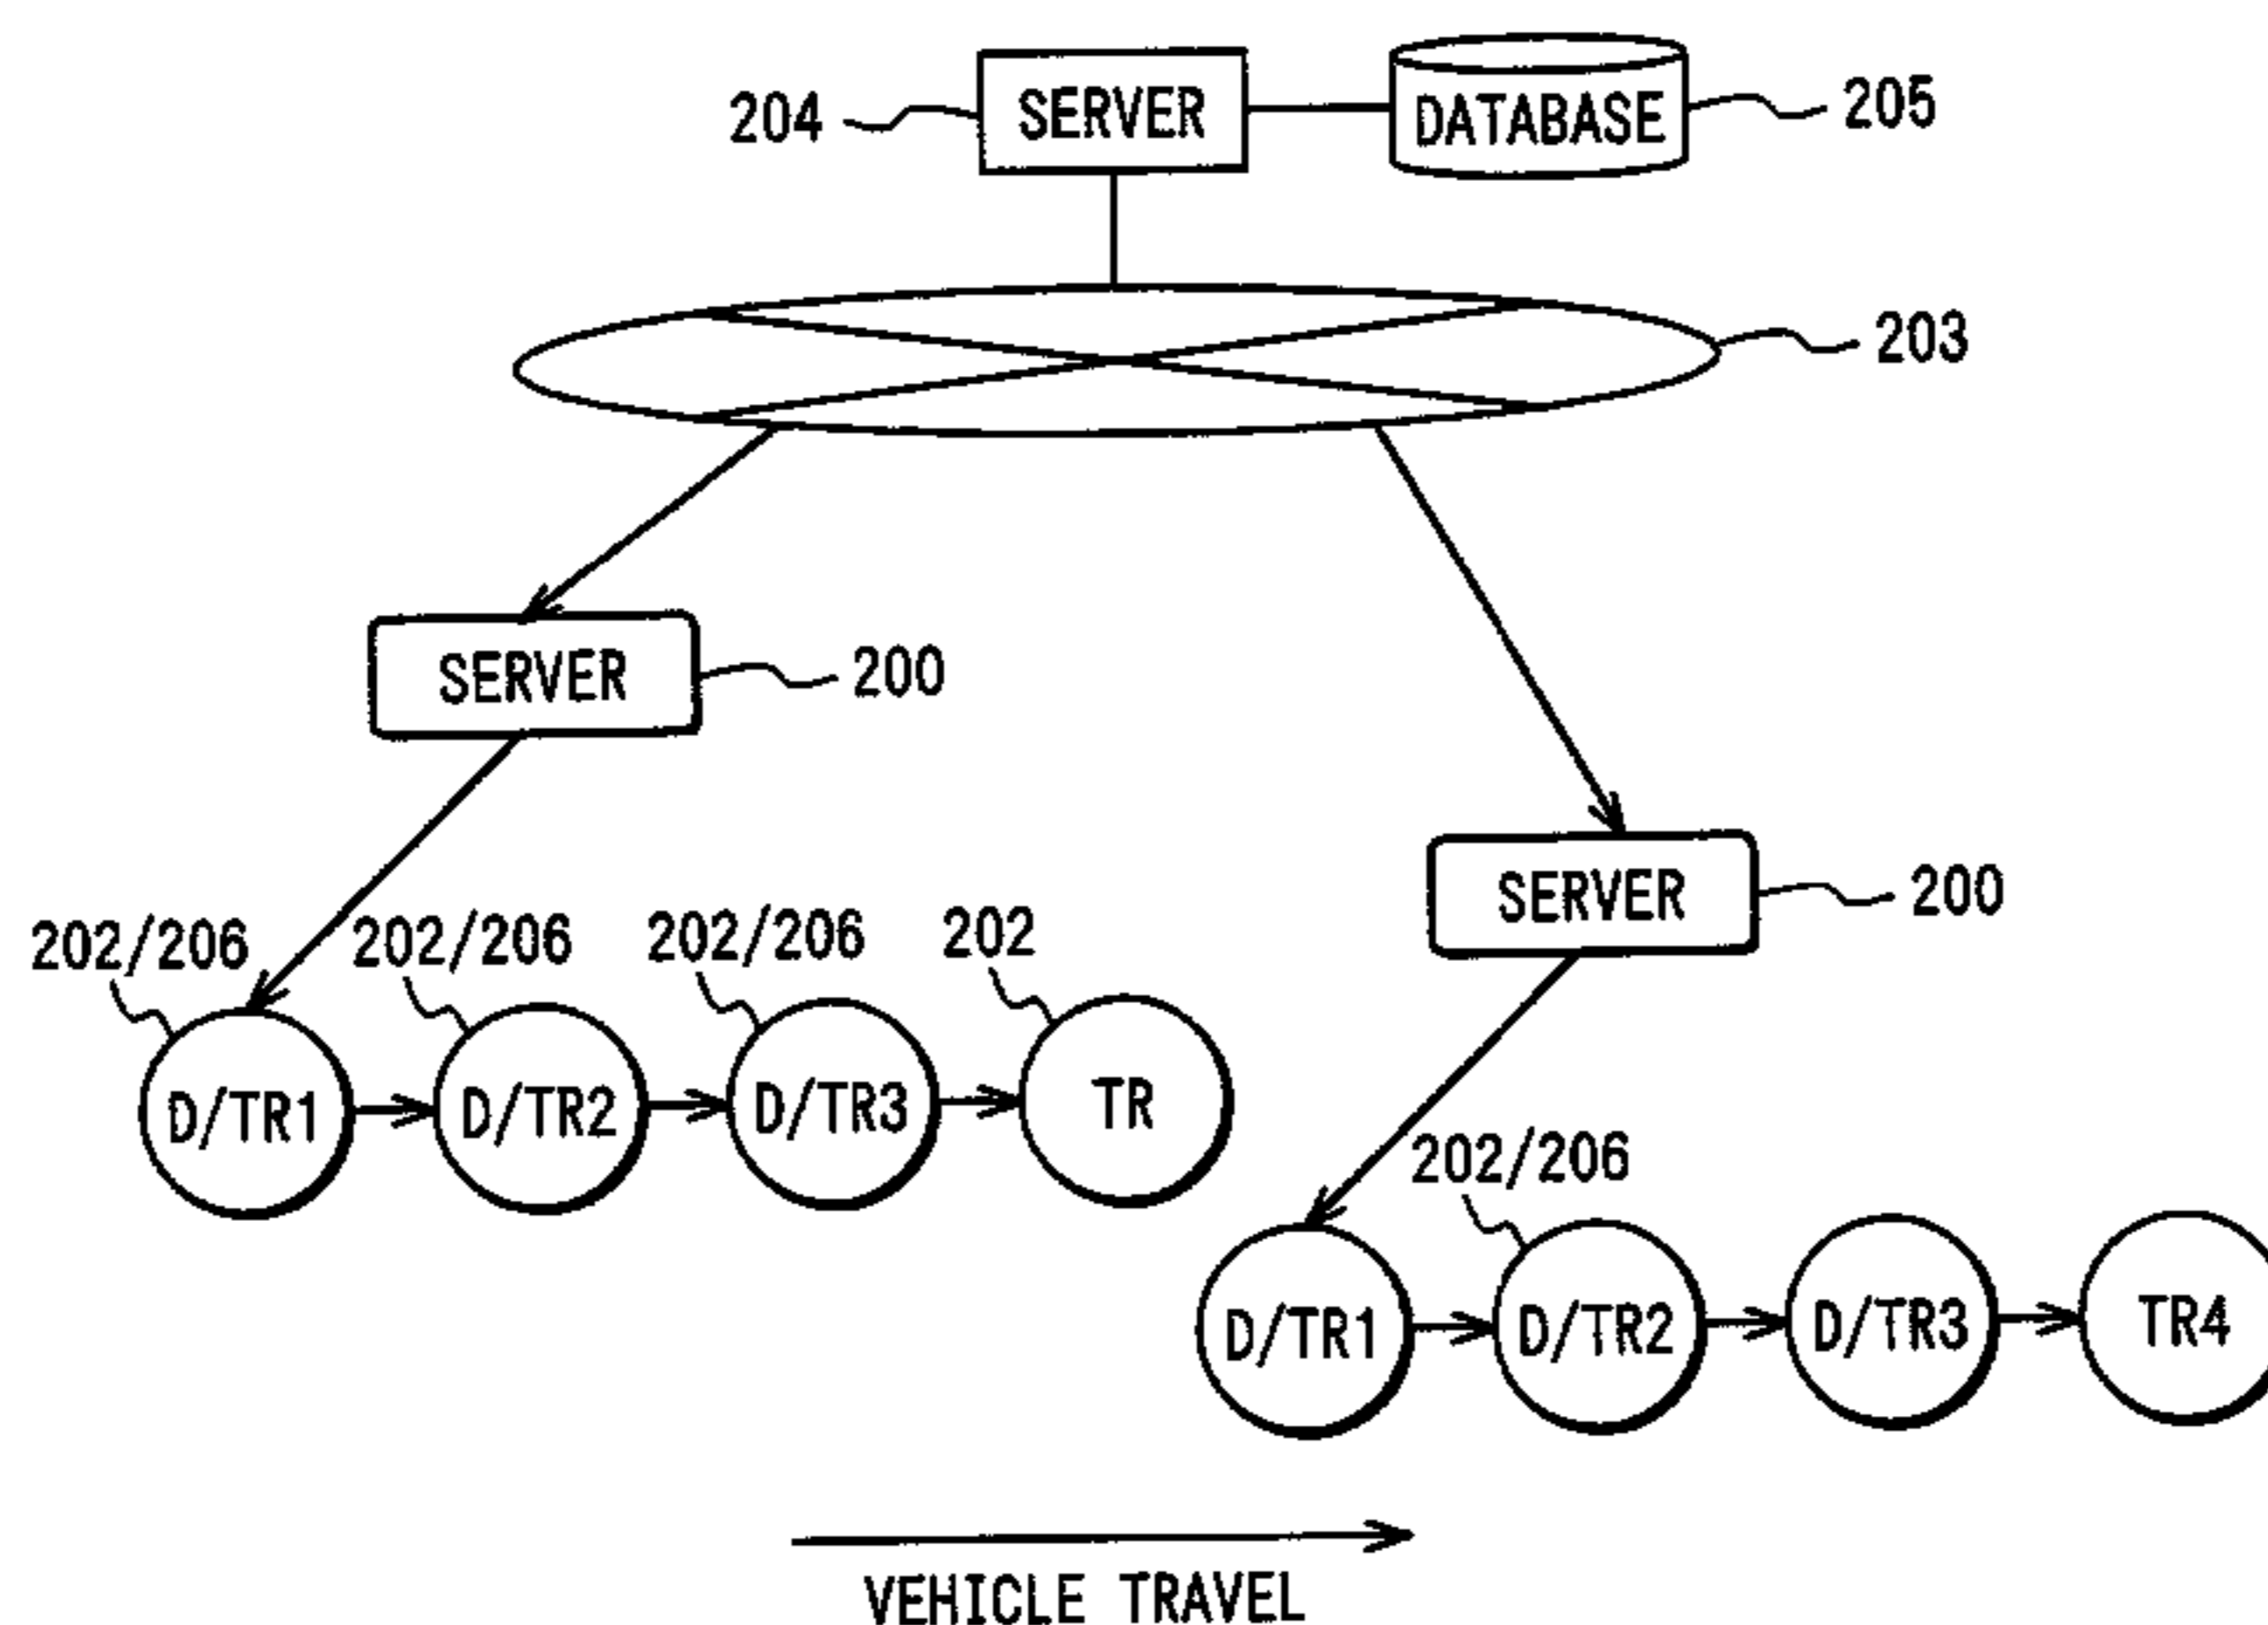 204 SERVER DATABASE 205
203
SERVER 200
SERVER 200
202/206 202/206 202/206 202
D/TR1 D/TR2 D/TR3 TR
202/206
D/TR1 D/TR2 D/TR3 TR4
VEHICLE TRAVEL